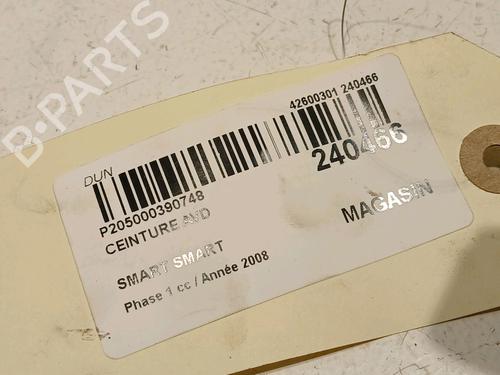 B-PARTS
DUN
42600301 240466
P205000390748
240466
CEINTURE AVD
MAGASIN
SMART SMART
Phase 1 cc / Année 2008